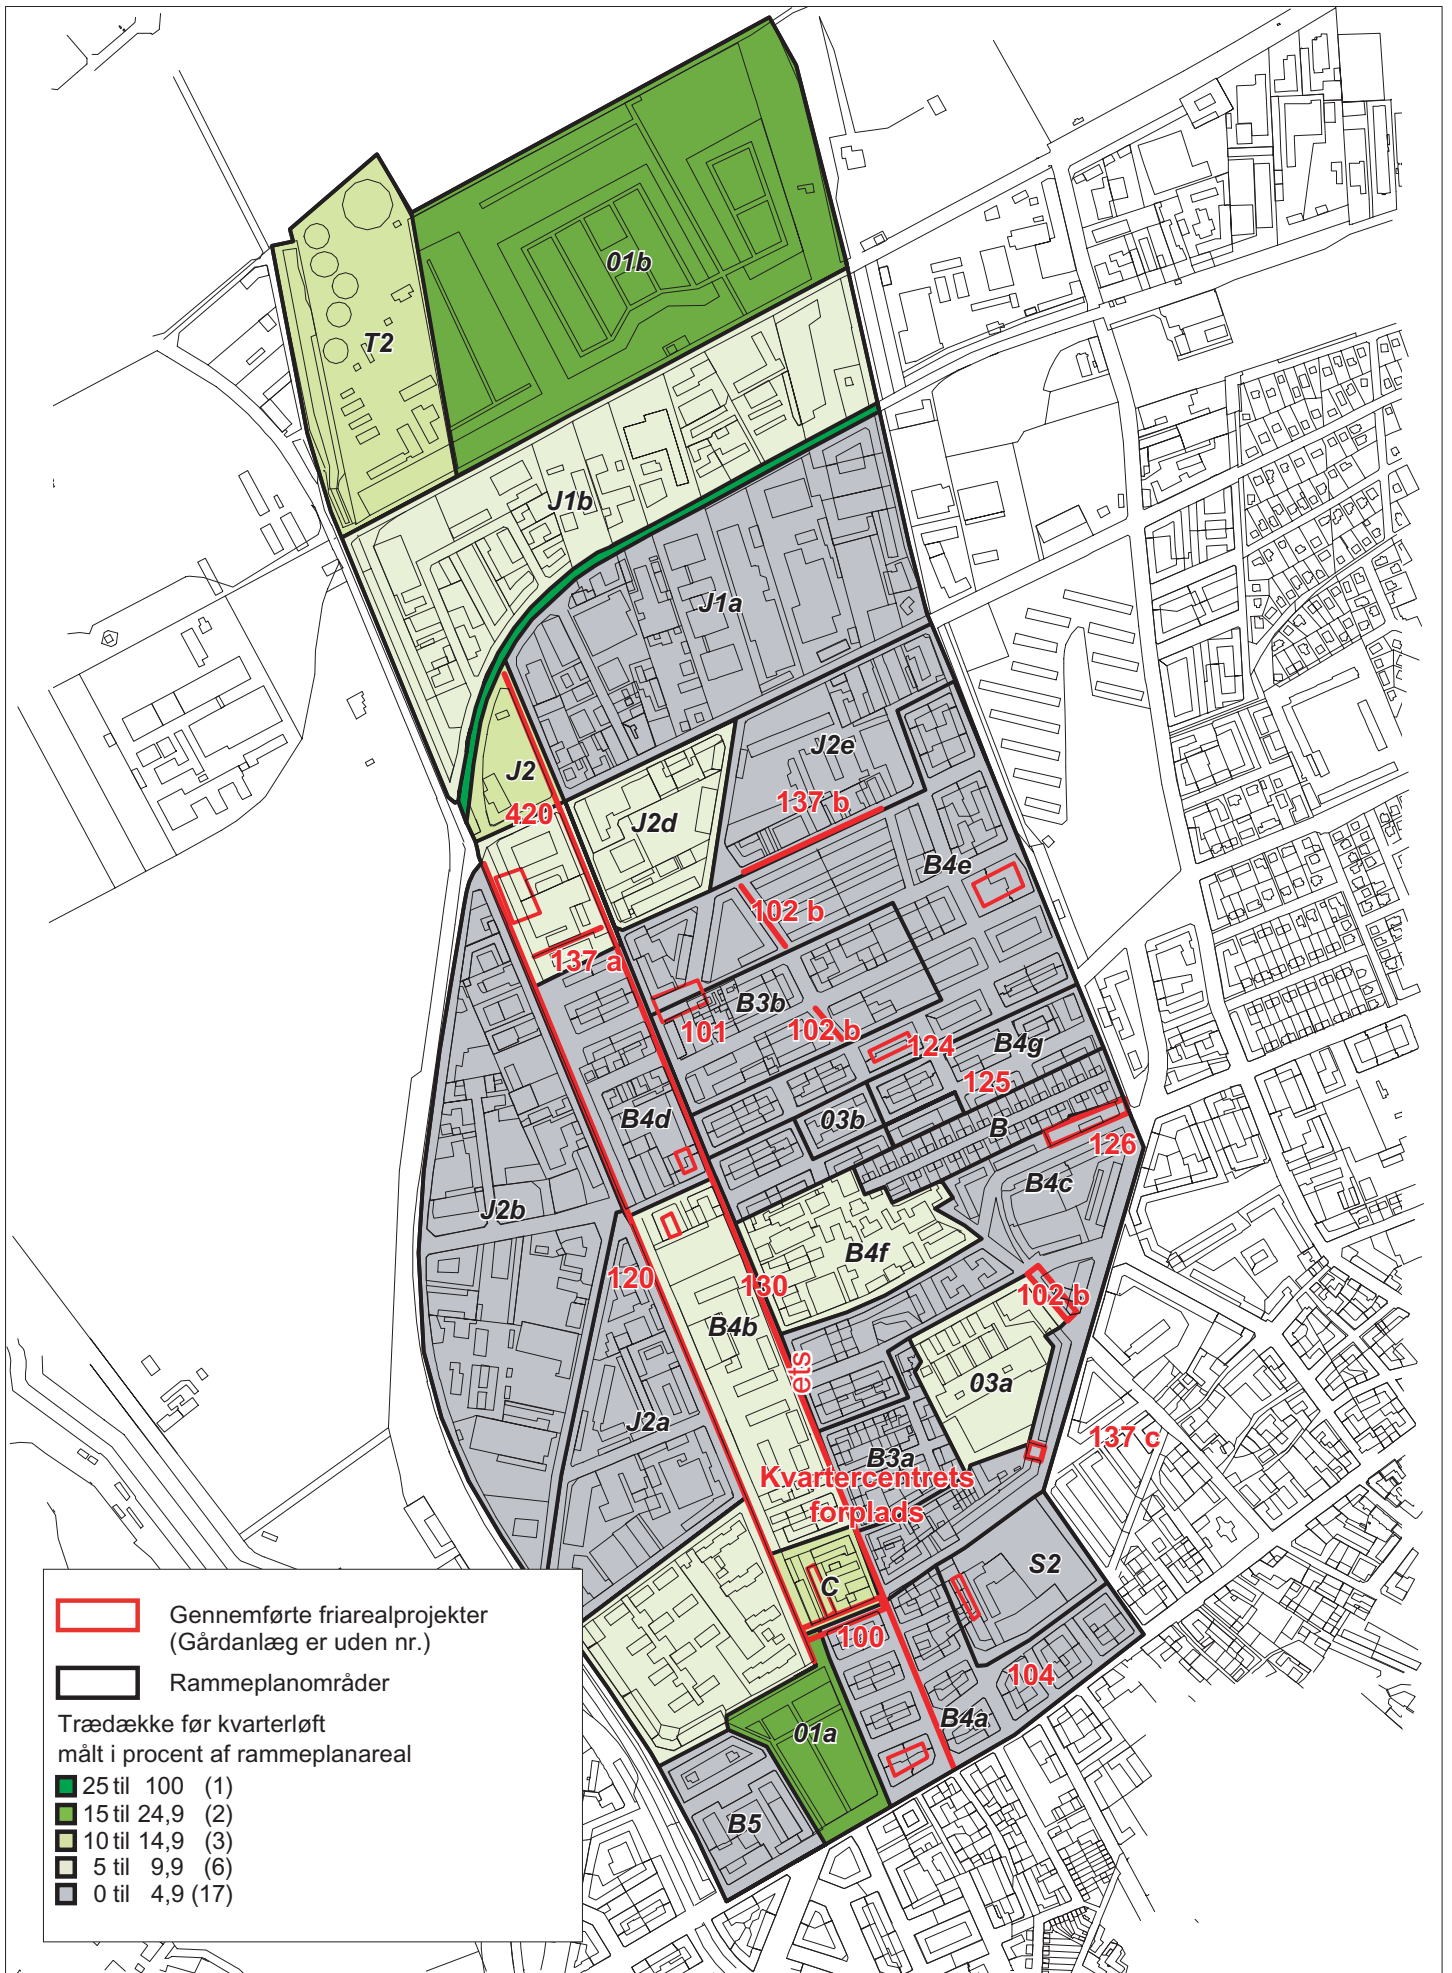 01b
T2
J1b
J1a
J2
J2e
420
137 b
J2d
B4e
102 b
137 a
B3b
101
102 b
124
B4g
125
B4d
03b
B
126
B4c
J2b
B4f
120
130
102 b
B4b
ets
03a
J2a
137 c
B3a
Kvartercentrets
forplads
S2
C
100
104
B4a
01a
B5
Gennemførte friarealprojekter
(Gårdanlæg er uden nr.)
Rammeplanområder
Trædække før kvarterløft
målt i procent af rammeplanareal
25 til 100 (1)
15 til 24,9 (2)
10 til 14,9 (3)
5 til 9,9 (6)
0 til 4,9 (17)